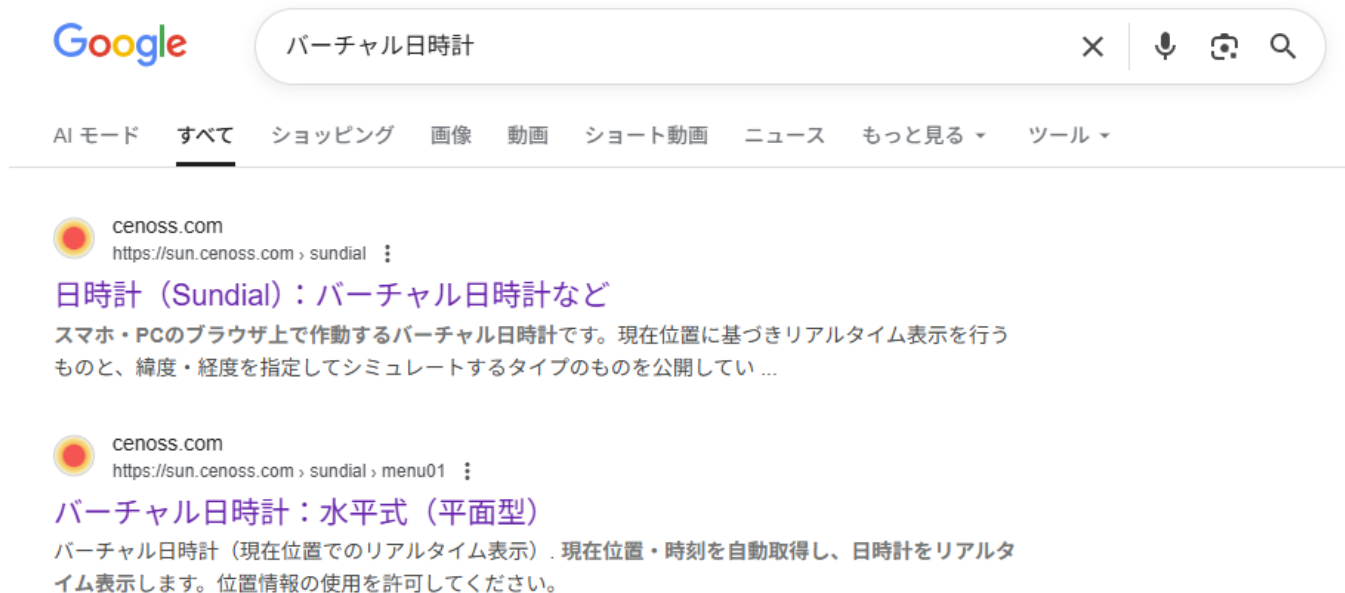 Google
バーチャル日時計
AI モード すべて ショッピング 画像 動画 ショート動画 ニュース もっと見る ツール
cenoss.com
https://sun.cenoss.com › sundial
日時計（Sundial）：バーチャル日時計など
スマホ・PCのブラウザ上で作動するバーチャル日時計です。現在位置に基づきリアルタイム表示を行う
ものと、緯度・経度を指定してシミュレートするタイプのものを公開してい ...
cenoss.com
https://sun.cenoss.com › sundial › menu01
バーチャル日時計：水平式（平面型）
バーチャル日時計（現在位置でのリアルタイム表示）. 現在位置・時刻を自動取得し、日時計をリアルタ
イム表示します。位置情報の使用を許可してください。